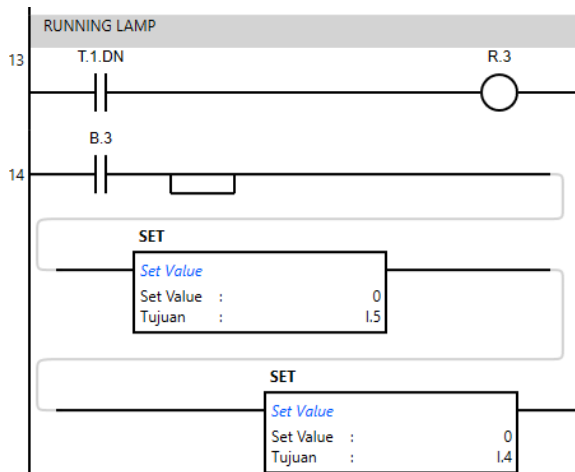 RUNNING LAMP
13
T.1.DN
R.3
B.3
14
SET
Set Value
Set Value : 0
Tujuan : I.5
SET
Set Value
Set Value : 0
Tujuan : I.4